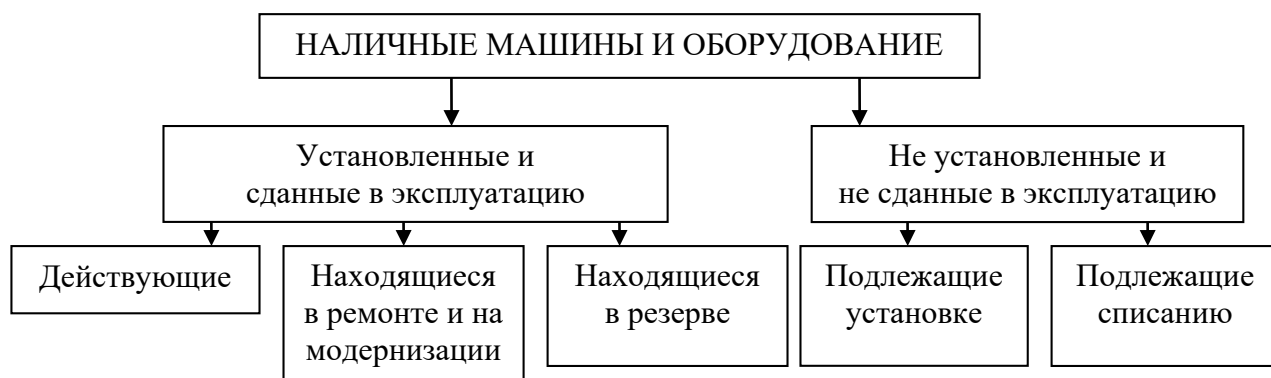 НАЛИЧНЫЕ МАШИНЫ И ОБОРУДОВАНИЕ
Установленные и
сданные в эксплуатацию
Не установленные и
не сданные в эксплуатацию
Действующие
Находящиеся
в ремонте и на
модернизации
Находящиеся
в резерве
Подлежащие
установке
Подлежащие
списанию